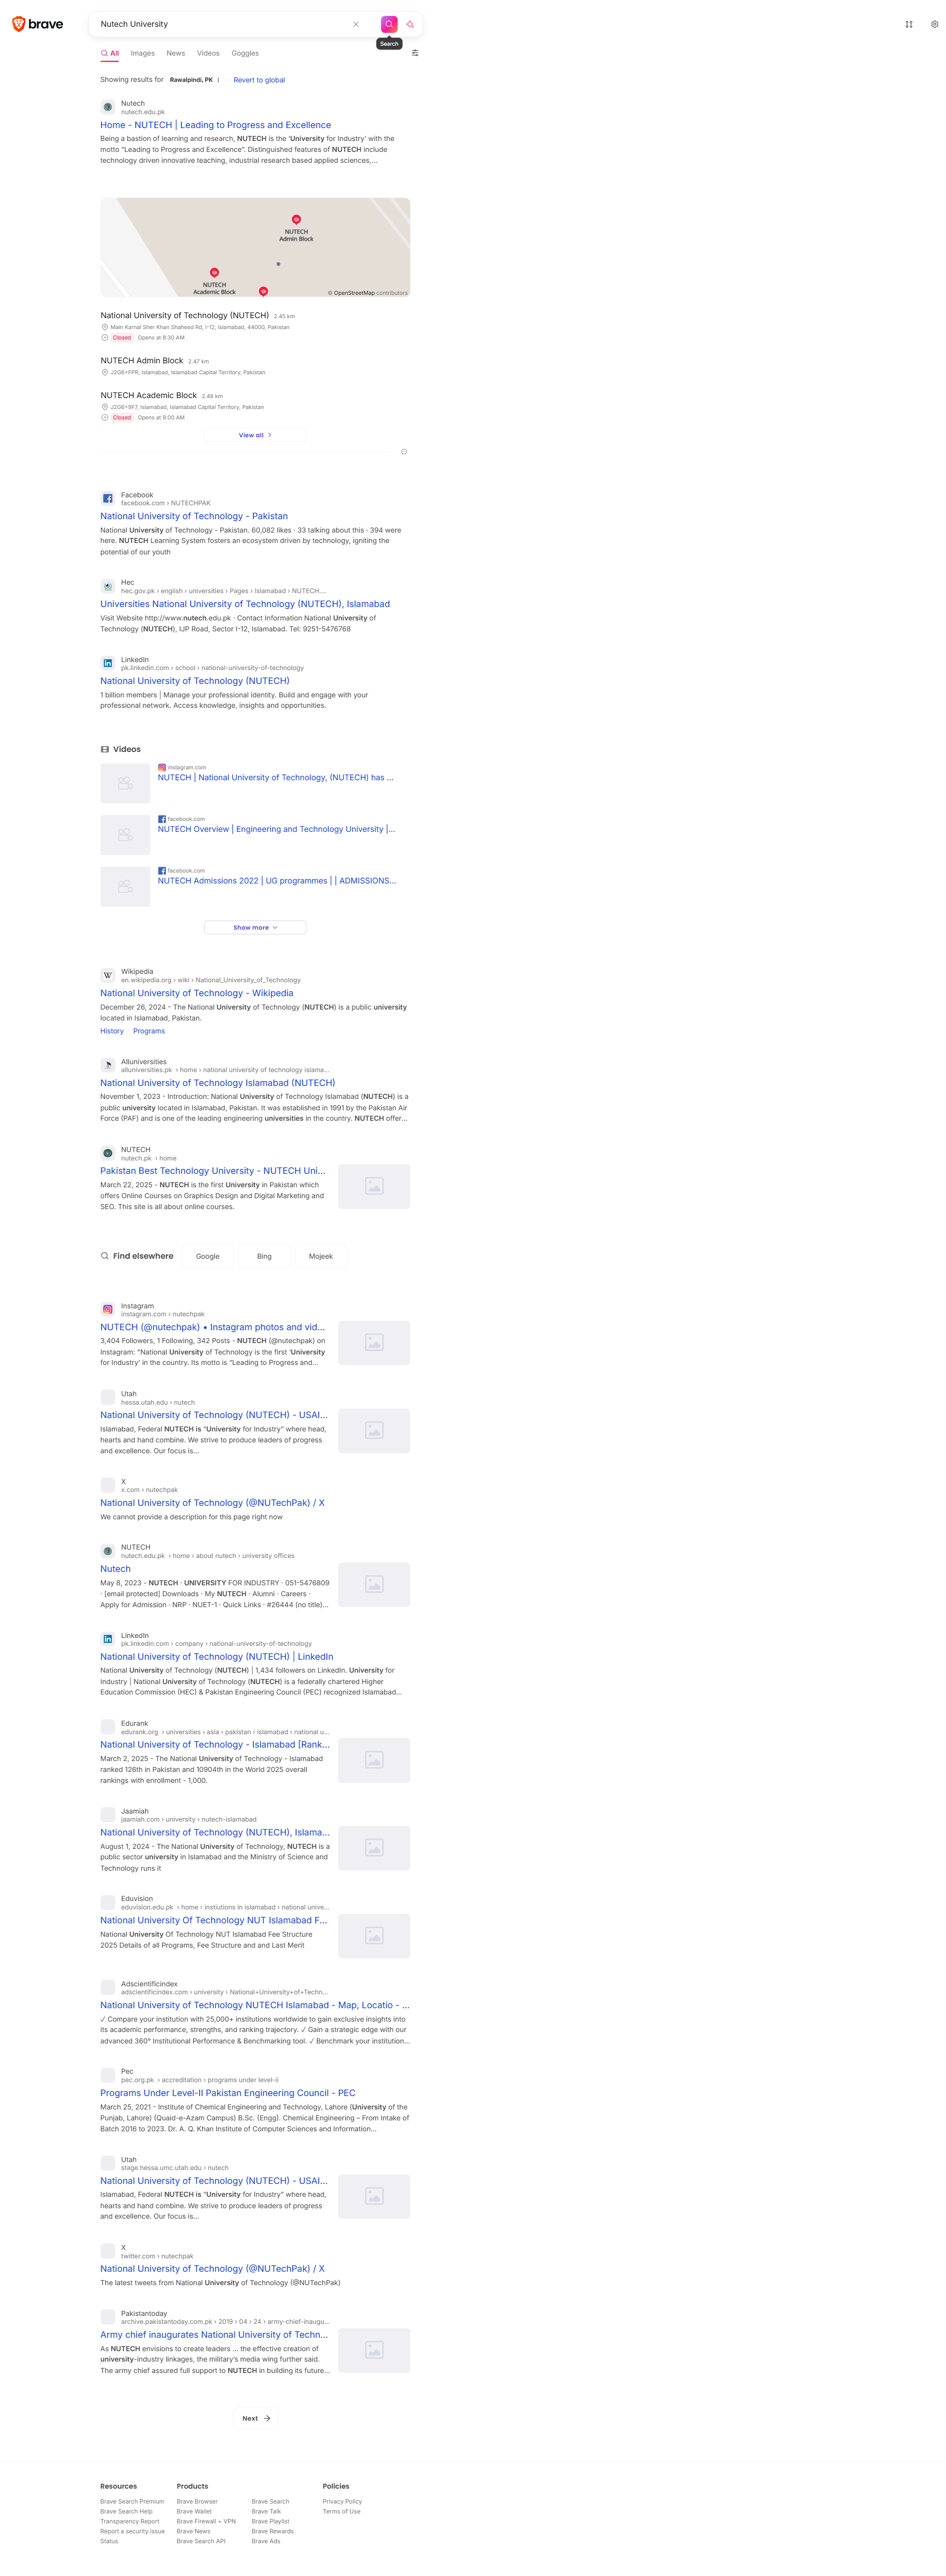 brave
Nutech University
Search
All Images News Videos Goggles
Showing results for Rawalpindi, PK Revert to global
Nutech
nutech.edu.pk
Home - NUTECH | Leading to Progress and Excellence
Being a bastion of learning and research, NUTECH is the 'University for Industry' with the
motto "Leading to Progress and Excellence". Distinguished features of NUTECH include
technology driven innovative teaching, industrial research based applied sciences,...
NUTECH
Admin Block
NUTECH
Academic Block
© OpenStreetMap contributors
National University of Technology (NUTECH) 2.45 km
Main Karnal Sher Khan Shaheed Rd, I-12, Islamabad, 44000, Pakistan
Closed Opens at 8:30 AM
NUTECH Admin Block 2.47 km
J2G6+FPR, Islamabad, Islamabad Capital Territory, Pakistan
NUTECH Academic Block 2.48 km
J2G6+9F7, Islamabad, Islamabad Capital Territory, Pakistan
Closed Opens at 9:00 AM
View all
Facebook
facebook.com › NUTECHPAK
National University of Technology - Pakistan
National University of Technology - Pakistan. 60,082 likes · 33 talking about this · 394 were
here. NUTECH Learning System fosters an ecosystem driven by technology, igniting the
potential of our youth
Hec
hec.gov.pk › english › universities › Pages › Islamabad › NUTECH....
Universities National University of Technology (NUTECH), Islamabad
Visit Website http://www.nutech.edu.pk · Contact Information National University of
Technology (NUTECH), IJP Road, Sector I-12, Islamabad. Tel: 9251-5476768
LinkedIn
pk.linkedin.com › school › national-university-of-technology
National University of Technology (NUTECH)
1 billion members | Manage your professional identity. Build and engage with your
professional network. Access knowledge, insights and opportunities.
Videos
instagram.com
NUTECH | National University of Technology, (NUTECH) has ...
facebook.com
NUTECH Overview | Engineering and Technology University |...
facebook.com
NUTECH Admissions 2022 | UG programmes | | ADMISSIONS...
Show more
Wikipedia
en.wikipedia.org › wiki › National_University_of_Technology
National University of Technology - Wikipedia
December 26, 2024 - The National University of Technology (NUTECH) is a public university
located in Islamabad, Pakistan.
History · Programs
Alluniversities
alluniversities.pk › home › national university of technology islama...
National University of Technology Islamabad (NUTECH)
November 1, 2023 - Introduction: National University of Technology Islamabad (NUTECH) is a
public university located in Islamabad, Pakistan. It was established in 1991 by the Pakistan Air
Force (PAF) and is one of the leading engineering universities in the country. NUTECH offer...
NUTECH
nutech.pk › home
Pakistan Best Technology University - NUTECH Uni...
March 22, 2025 - NUTECH is the first University in Pakistan which
offers Online Courses on Graphics Design and Digital Marketing and
SEO. This site is all about online courses.
Find elsewhere Google Bing Mojeek
Instagram
instagram.com › nutechpak
NUTECH (@nutechpak) • Instagram photos and vid...
3,404 Followers, 1 Following, 342 Posts - NUTECH (@nutechpak) on
Instagram: "National University of Technology is the first 'University
for Industry' in the country. Its motto is "Leading to Progress and...
Utah
hessa.utah.edu › nutech
National University of Technology (NUTECH) - USAI...
Islamabad, Federal NUTECH is "University for Industry" where head,
hearts and hand combine. We strive to produce leaders of progress
and excellence. Our focus is...
X
x.com › nutechpak
National University of Technology (@NUTechPak) / X
We cannot provide a description for this page right now
NUTECH
nutech.edu.pk › home › about nutech › university offices
Nutech
May 8, 2023 - NUTECH · UNIVERSITY FOR INDUSTRY · 051-5476809
· [email protected] Downloads · My NUTECH · Alumni · Careers ·
Apply for Admission · NRP · NUET-1 · Quick Links · #26444 (no title)...
LinkedIn
pk.linkedin.com › company › national-university-of-technology
National University of Technology (NUTECH) | LinkedIn
National University of Technology (NUTECH) | 1,434 followers on LinkedIn. University for
Industry | National University of Technology (NUTECH) is a federally chartered Higher
Education Commission (HEC) & Pakistan Engineering Council (PEC) recognized Islamabad...
Edurank
edurank.org › universities › asia › pakistan › islamabad › national u...
National University of Technology - Islamabad [Rank...
March 2, 2025 - The National University of Technology - Islamabad
ranked 126th in Pakistan and 10904th in the World 2025 overall
rankings with enrollment - 1,000.
Jaamiah
jaamiah.com › university › nutech-islamabad
National University of Technology (NUTECH), Islama...
August 1, 2024 - The National University of Technology, NUTECH is a
public sector university in Islamabad and the Ministry of Science and
Technology runs it
Eduvision
eduvision.edu.pk › home › instiutions in islamabad › national unive...
National University Of Technology NUT Islamabad F...
National University Of Technology NUT Islamabad Fee Structure
2025 Details of all Programs, Fee Structure and and Last Merit
Adscientificindex
adscientificindex.com › university › National+University+of+Techn...
National University of Technology NUTECH Islamabad - Map, Locatio - ...
✓ Compare your institution with 25,000+ institutions worldwide to gain exclusive insights into
its academic performance, strengths, and ranking trajectory. ✓ Gain a strategic edge with our
advanced 360° Institutional Performance & Benchmarking tool. ✓ Benchmark your institution...
Pec
pec.org.pk › accreditation › programs under level-ii
Programs Under Level-II Pakistan Engineering Council - PEC
March 25, 2021 - Institute of Chemical Engineering and Technology, Lahore (University of the
Punjab, Lahore) (Quaid-e-Azam Campus) B.Sc. (Engg). Chemical Engineering – From Intake of
Batch 2016 to 2023. Dr. A. Q. Khan Institute of Computer Sciences and Information...
Utah
stage.hessa.umc.utah.edu › nutech
National University of Technology (NUTECH) - USAI...
Islamabad, Federal NUTECH is "University for Industry" where head,
hearts and hand combine. We strive to produce leaders of progress
and excellence. Our focus is...
X
twitter.com › nutechpak
National University of Technology (@NUTechPak) / X
The latest tweets from National University of Technology (@NUTechPak)
Pakistantoday
archive.pakistantoday.com.pk › 2019 › 04 › 24 › army-chief-inaugu...
Army chief inaugurates National University of Techn...
As NUTECH envisions to create leaders ... the effective creation of
university-industry linkages, the military's media wing further said.
The army chief assured full support to NUTECH in building its future...
Next
Resources Products Policies
Brave Search Premium Brave Browser Brave Search Privacy Policy
Brave Search Help Brave Wallet Brave Talk Terms of Use
Transparency Report Brave Firewall + VPN Brave Playlist
Report a security issue Brave News Brave Rewards
Status Brave Search API Brave Ads